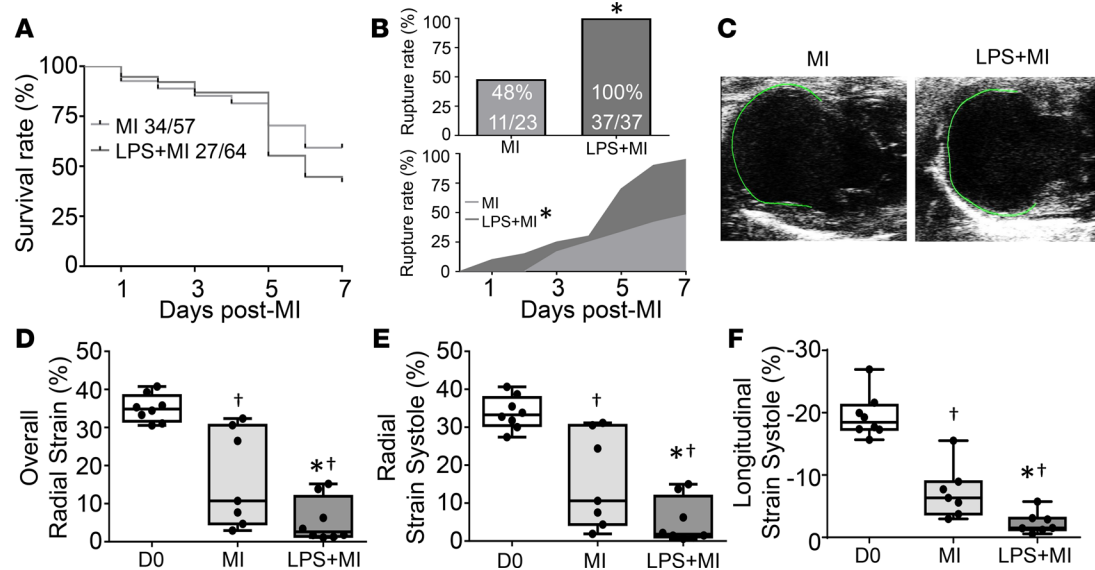 A
Survival rate (%)
100
75
50
25
0
MI 34/57
LPS+MI 27/64
1
3
5
7
Days post-MI
B
Rupture rate (%)
100
50
0
*
48%
11/23
100%
37/37
MI
LPS+MI
Rupture rate (%)
100
75
50
25
0
MI
LPS+MI*
1
3
5
7
Days post-MI
C
MI
LPS+MI
D
Overall
Radial Strain (%)
50
40
30
20
10
0
†
*†
D0
MI
LPS+MI
E
Radial
Strain Systole (%)
50
40
30
20
10
0
†
*†
D0
MI
LPS+MI
F
Longitudinal
Strain Systole (%)
-30
-20
-10
0
†
*†
D0
MI
LPS+MI